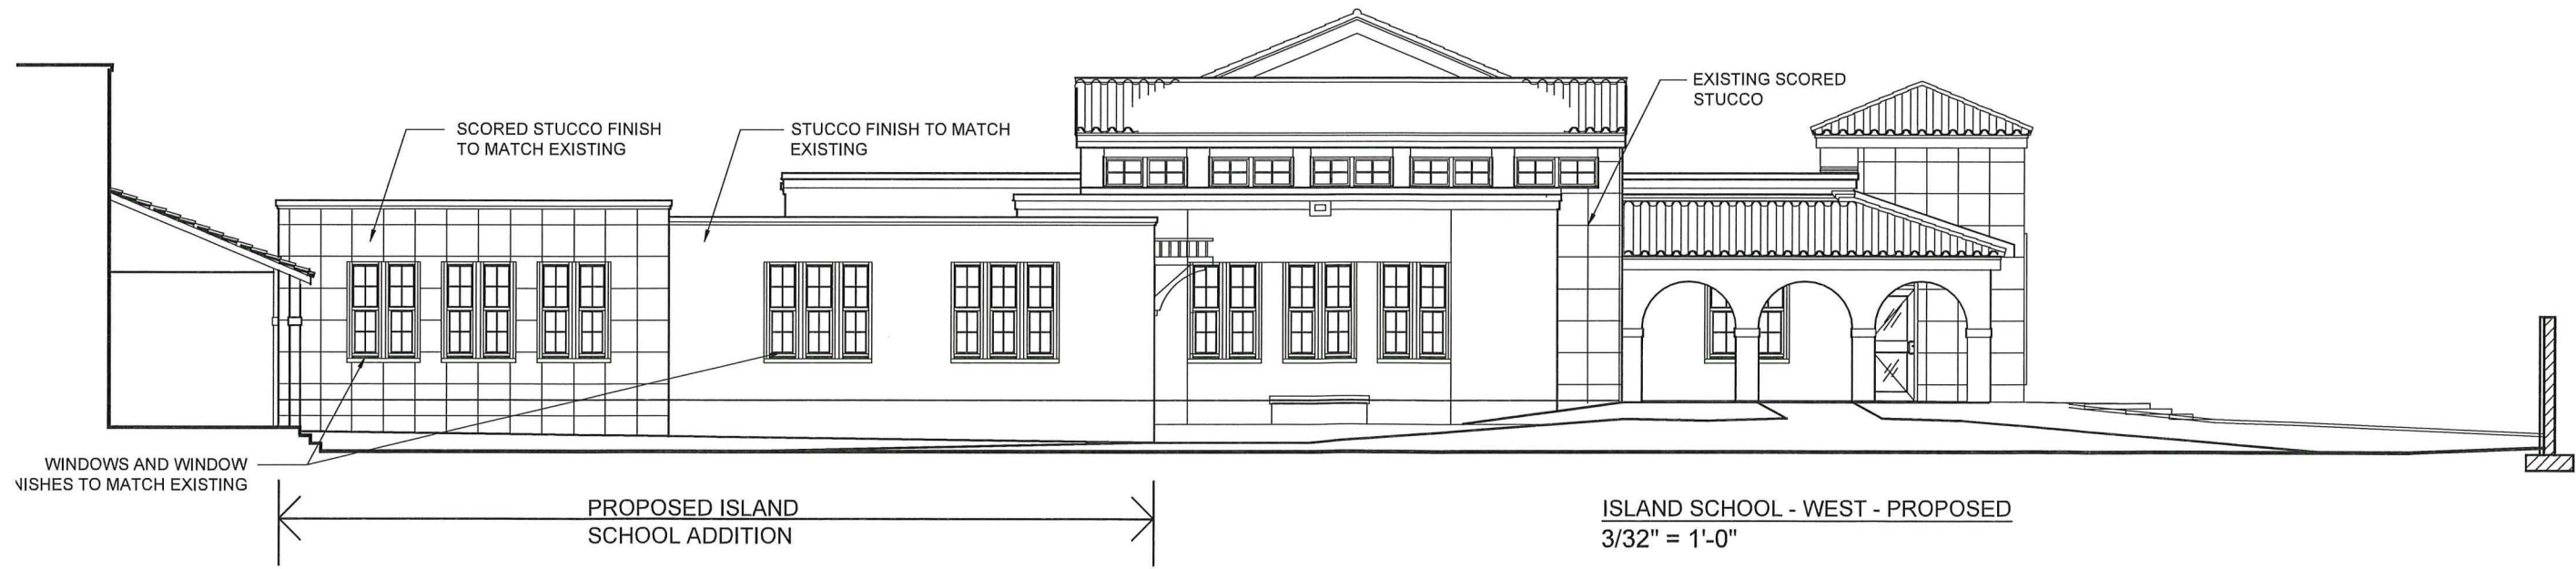 EXISTING SCORED
STUCCO
SCORED STUCCO FINISH
TO MATCH EXISTING
STUCCO FINISH TO MATCH
EXISTING
WINDOWS AND WINDOW
NISHES TO MATCH EXISTING
PROPOSED ISLAND
SCHOOL ADDITION
ISLAND SCHOOL - WEST - PROPOSED
3/32" = 1'-0"